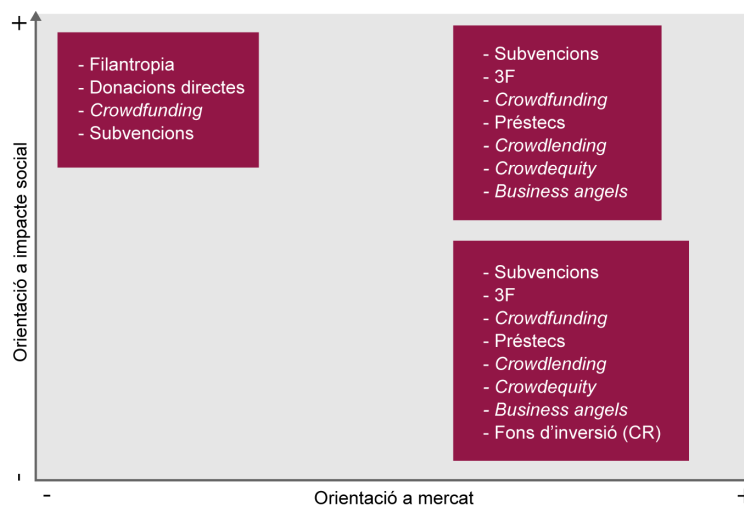 +
- Filantropia
- Donacions directes
- Crowdfunding
- Subvencions
- Subvencions
- 3F
- Crowdfunding
- Préstecs
- Crowdlending
- Crowdequity
- Business angels
- Subvencions
- 3F
- Crowdfunding
- Préstecs
- Crowdlending
- Crowdequity
- Business angels
- Fons d’inversió (CR)
Orientació a impacte social
-
-
Orientació a mercat